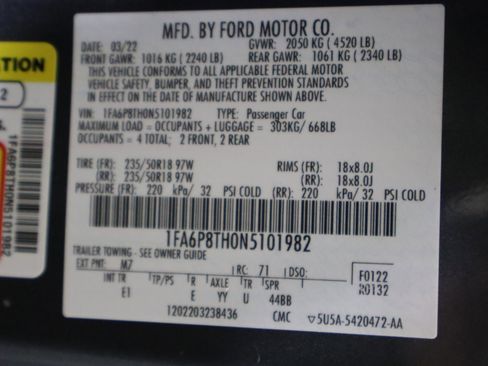 MFD. BY FORD MOTOR CO.
DATE: 03/22 GVWR: 2050 KG ( 4520 LB)
FRONT GAWR: 1016 KG ( 2240 LB) REAR GAWR: 1061 KG ( 2340 LB)
THIS VEHICLE CONFORMS TO ALL APPLICABLE FEDERAL MOTOR
VEHICLE SAFETY, BUMPER, AND THEFT PREVENTION STANDARDS
IN EFFECT ON THE DATE OF MANUFACTURE SHOWN ABOVE.
VIN: 1FA6P8TH0N5101982 TYPE: Passenger Car
MAXIMUM LOAD = OCCUPANTS + LUGGAGE = 303KG/ 668LB
OCCUPANTS = 4 TOTAL; 2 FRONT, 2 REAR
TIRE (FR): 235/50R18 97W RIMS (FR): 18x8.0J
(RR): 235/50R18 97W (RR): 18x8.0J
PRESSURE (FR): 220 kPa/ 32 PSI COLD (RR): 220 kPa/ 32 PSI COLD
1FA6P8TH0N5101982
TRAILER TOWING - SEE OWNER GUIDE
EXT PNT: M7 RC: 71 DSO: F0122
INT TR TP/PS R AXLE TR SPR R0132
E1 E YY U 44BB
1202203238436 CMC ▽5U5A-5420472-AA
ATION
2
S.
1FA6P8TH0N5101982